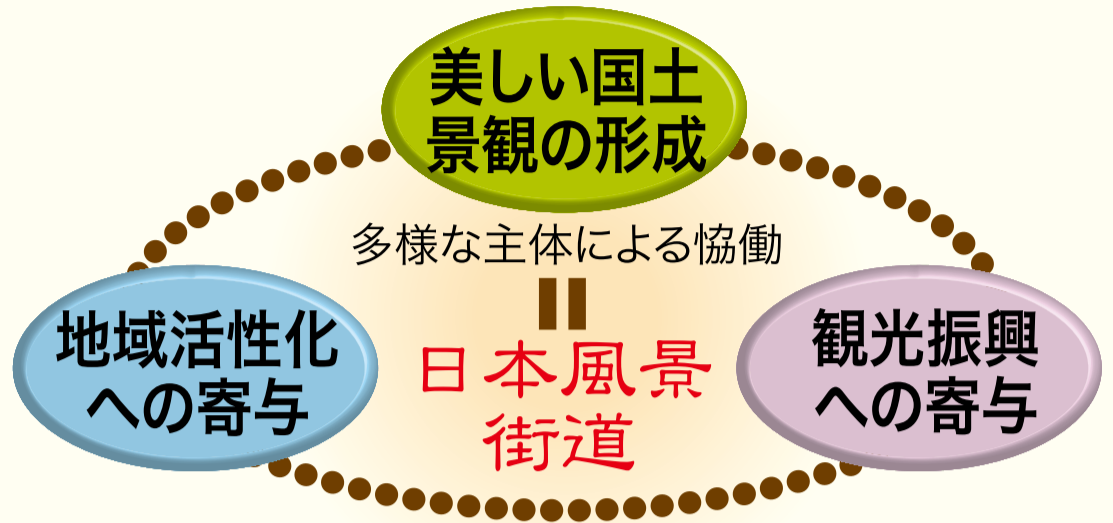 美しい国土
景観の形成
多様な主体による恊働
地域活性化
への寄与
日本風景
街道
観光振興
への寄与